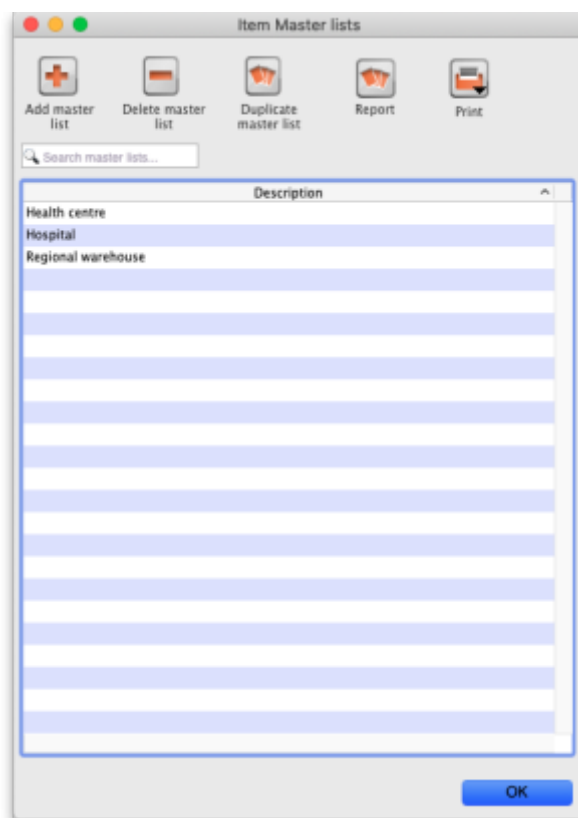 Item Master lists
Add master list
Delete master list
Duplicate master list
Report
Print
Search master lists...
Description
Health centre
Hospital
Regional warehouse
OK